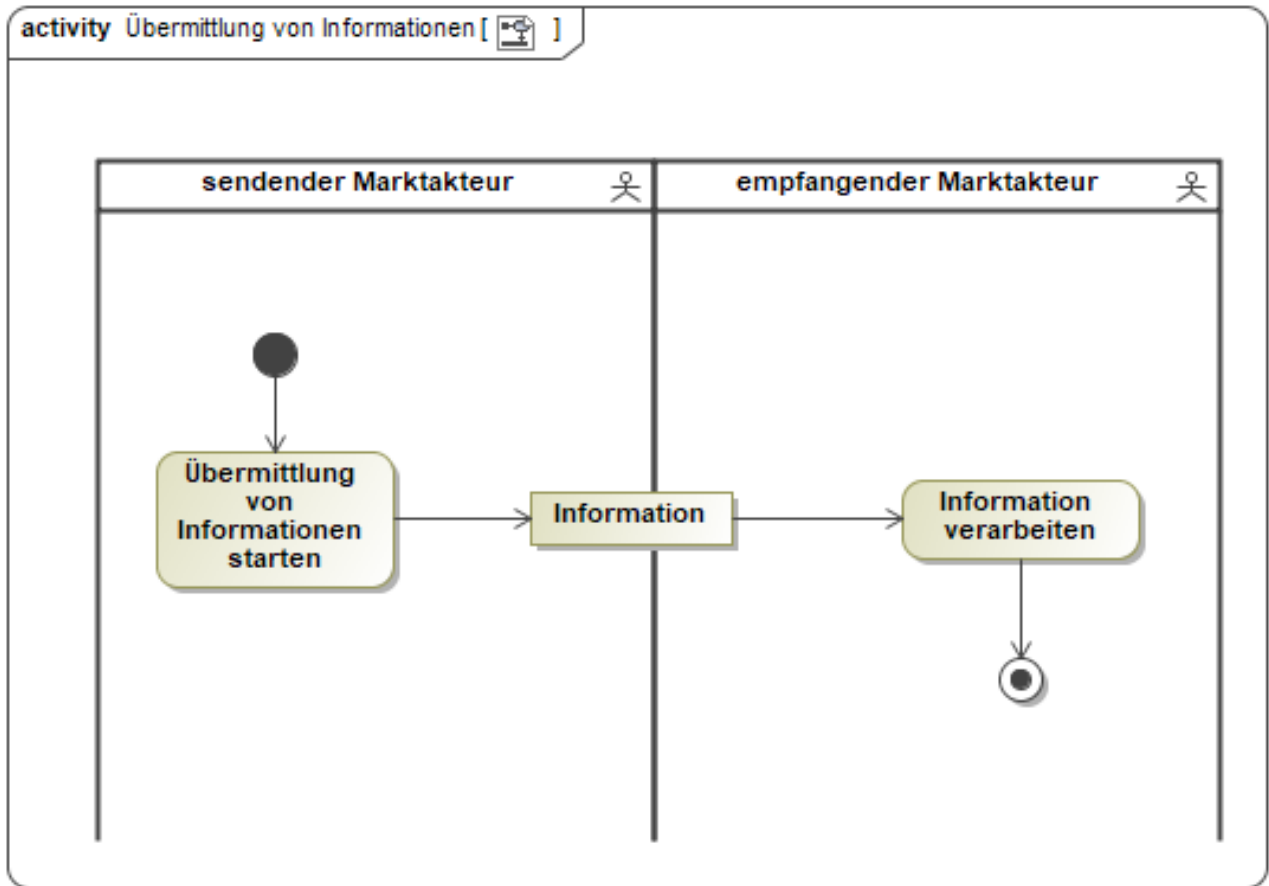 activity Übermittlung von Informationen [ ]
sendender Marktakteur
empfangender Marktakteur
Übermittlung
von
Informationen
starten
Information
Information
verarbeiten